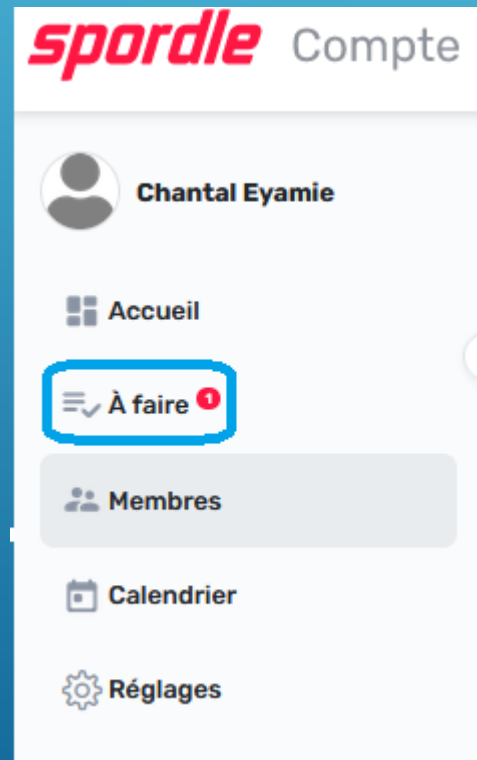 spordle Compte
Chantal Eyamie
Accueil
À faire 1
Membres
Calendrier
Réglages